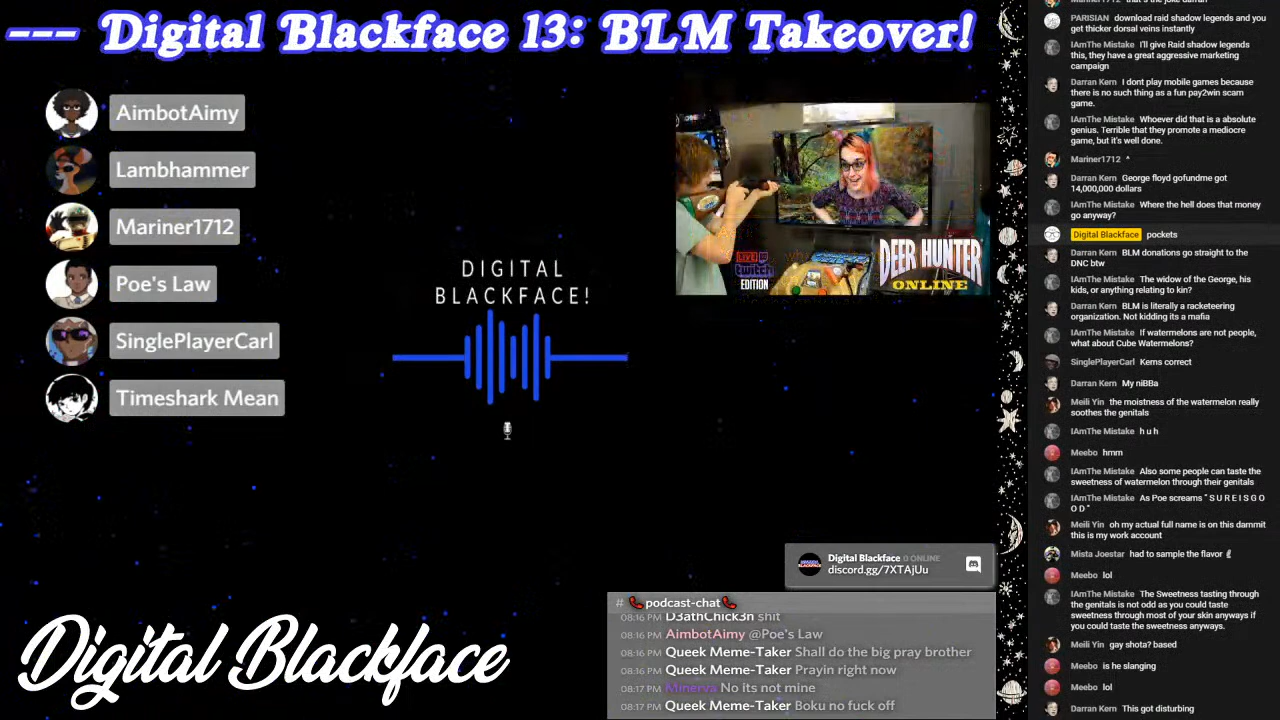 --- Digital Blackface 13: BLM Takeover!
AimbotAimy
Lambhammer
Mariner1712
Poe's Law
SinglePlayerCarl
Timeshark Mean
DIGITAL
BLACKFACE!
LIVE!
twitch
EDITION
DEER HUNTER
ONLINE
Digital Blackface
Digital Blackface 0 ONLINE
discord.gg/7XTAjUu
# 📞podcast-chat📞
08:16 PM D3athChick3n shit
08:16 PM AimbotAimy @Poe's Law
08:16 PM Queek Meme-Taker Shall do the big pray brother
08:16 PM Queek Meme-Taker Prayin right now
08:17 PM Minerva No its not mine
08:17 PM Queek Meme-Taker Boku no fuck off
Mariner1712 that's the joke darran
PARISIAN download raid shadow legends and you
get thicker dorsal veins instantly
IAmThe Mistake I'll give Raid shadow legends
this, they have a great aggressive marketing
campaign
Darran Kern I dont play mobile games because
there is no such thing as a fun pay2win scam
game.
IAmThe Mistake Whoever did that is a absolute
genius. Terrible that they promote a mediocre
game, but it's well done.
Mariner1712 ^
Darran Kern George floyd gofundme got
14,000,000 dollars
IAmThe Mistake Where the hell does that money
go anyway?
Digital Blackface pockets
Darran Kern BLM donations go straight to the
DNC btw
IAmThe Mistake The widow of the George, his
kids, or anything relating to kin?
Darran Kern BLM is literally a racketeering
organization. Not kidding its a mafia
IAmThe Mistake If watermelons are not people,
what about Cube Watermelons?
SinglePlayerCarl Kerns correct
Darran Kern My niBBa
Meili Yin the moistness of the watermelon really
soothes the genitals
IAmThe Mistake h u h
Meebo hmm
IAmThe Mistake Also some people can taste the
sweetness of watermelon through their genitals
IAmThe Mistake As Poe screams " S U R E I S G O
O D "
Meili Yin oh my actual full name is on this dammit
this is my work account
Mista Joestar had to sample the flavor
Meebo lol
IAmThe Mistake The Sweetness tasting through
the genitals is not odd as you could taste
sweetness through most of your skin anyways if
you could taste the sweetness anyways.
Meili Yin gay shota? based
Meebo is he slanging
Meebo lol
Darran Kern This got disturbing